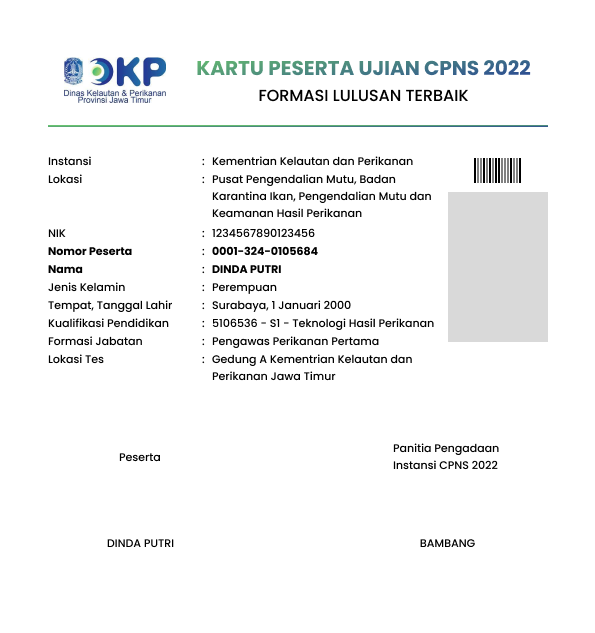 DKP
Dinas Kelautan & Perikanan
Provinsi Jawa Timur
KARTU PESERTA UJIAN CPNS 2022
FORMASI LULUSAN TERBAIK
Instansi : Kementrian Kelautan dan Perikanan
Lokasi : Pusat Pengendalian Mutu, Badan
Karantina Ikan, Pengendalian Mutu dan
Keamanan Hasil Perikanan
NIK : 1234567890123456
Nomor Peserta : 0001-324-0105684
Nama : DINDA PUTRI
Jenis Kelamin : Perempuan
Tempat, Tanggal Lahir : Surabaya, 1 Januari 2000
Kualifikasi Pendidikan : 5106536 - S1 - Teknologi Hasil Perikanan
Formasi Jabatan : Pengawas Perikanan Pertama
Lokasi Tes : Gedung A Kementrian Kelautan dan
Perikanan Jawa Timur
Peserta
Panitia Pengadaan
Instansi CPNS 2022
DINDA PUTRI
BAMBANG